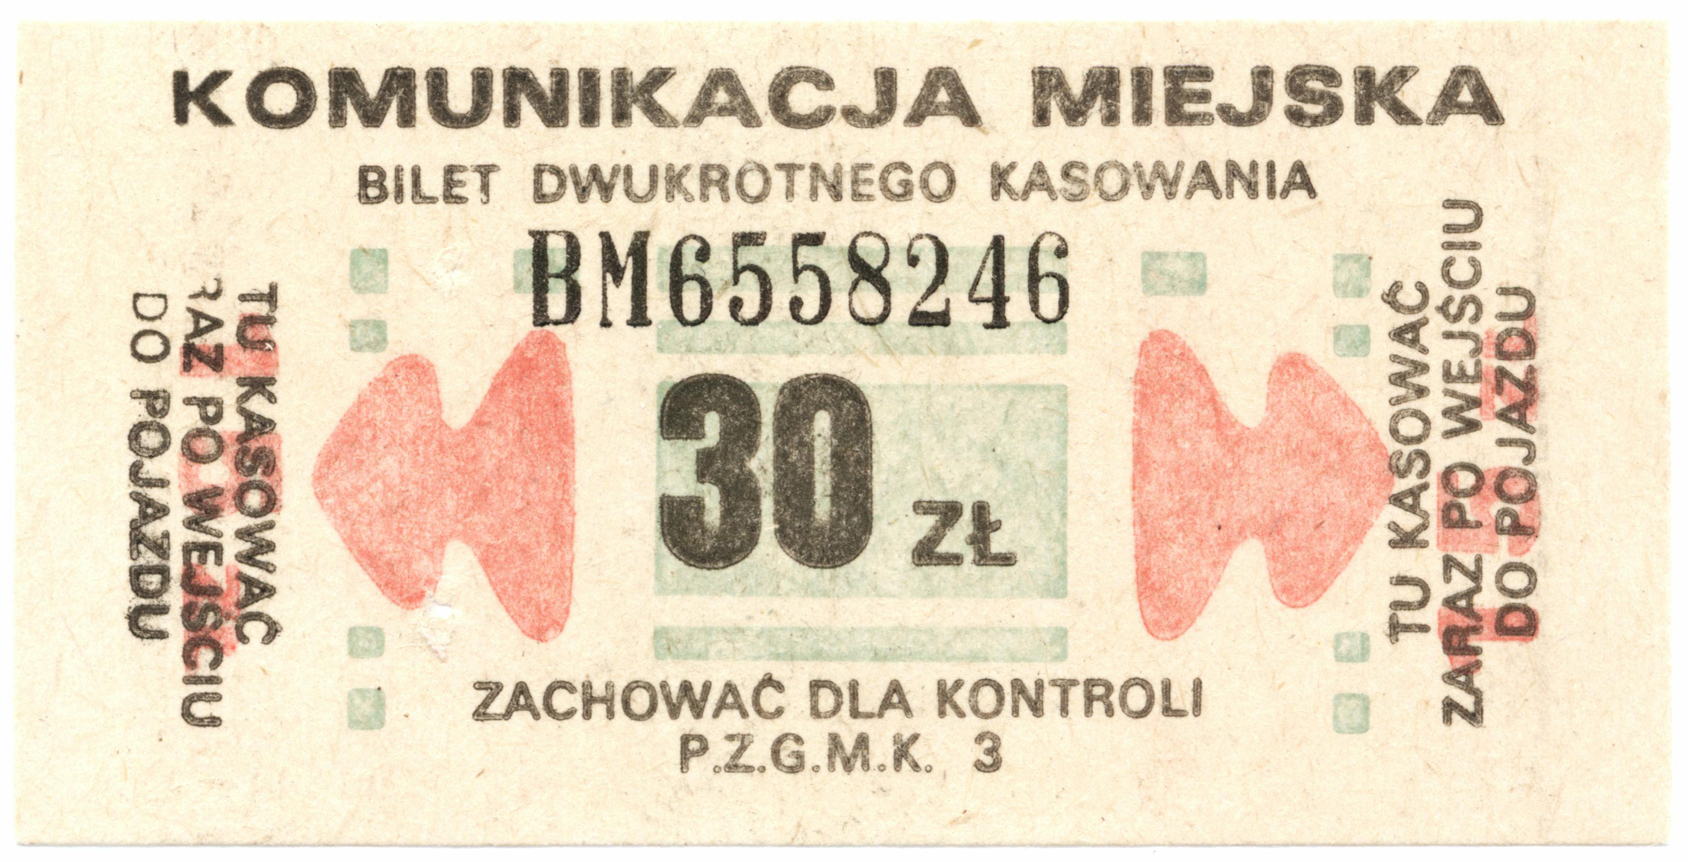 KOMUNIKACJA MIEJSKA
BILET DWUKROTNEGO KASOWANIA
BM6558246
TU KASOWAĆ
RAZ PO WEJŚCIU
DO POJAZDU
30 ZŁ
TU KASOWAĆ
ZARAZ PO WEJŚCIU
DO POJAZDU
ZACHOWAĆ DLA KONTROLI
P.Z.G.M.K. 3